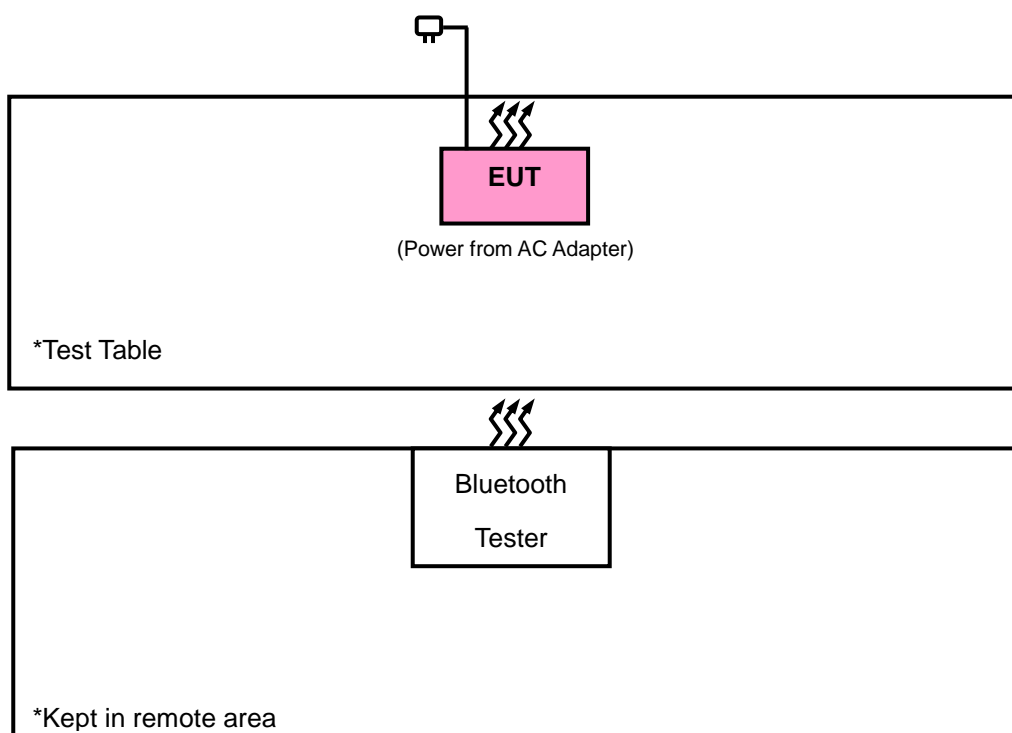 EUT
(Power from AC Adapter)
*Test Table
Bluetooth
Tester
*Kept in remote area